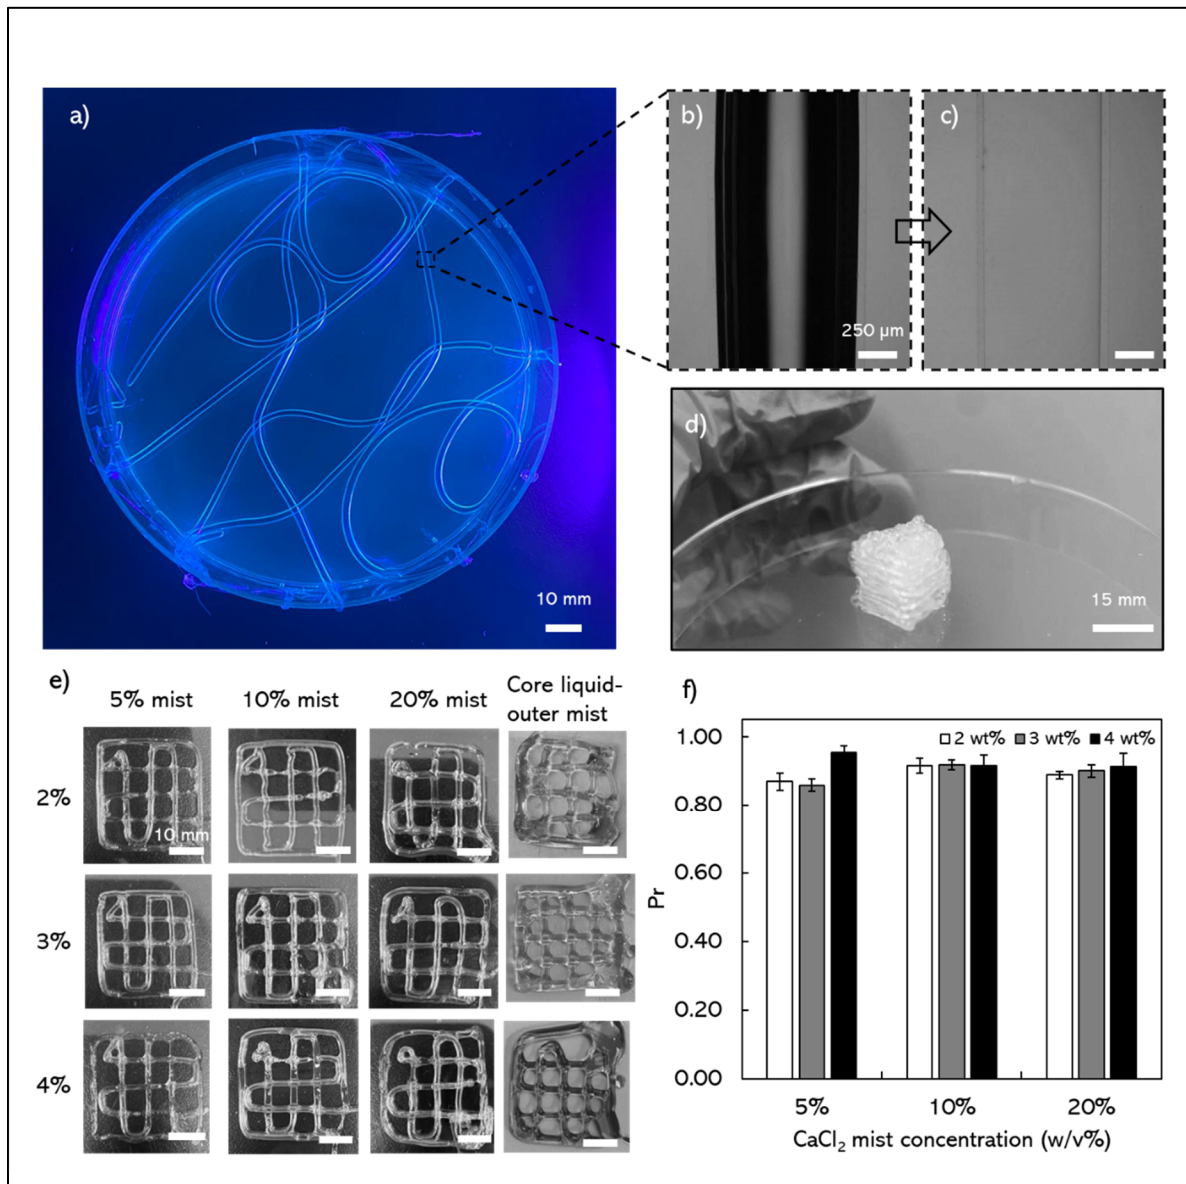 a)
b)
c)
250 µm
d)
10 mm
15 mm
e)
5% mist
10% mist
20% mist
Core liquid-
outer mist
2%
10 mm
3%
4%
f)
1.00
0.80
0.60
0.40
0.20
0.00
Pr
2 wt%
3 wt%
4 wt%
5%
10%
20%
CaCl₂ mist concentration (w/v%)